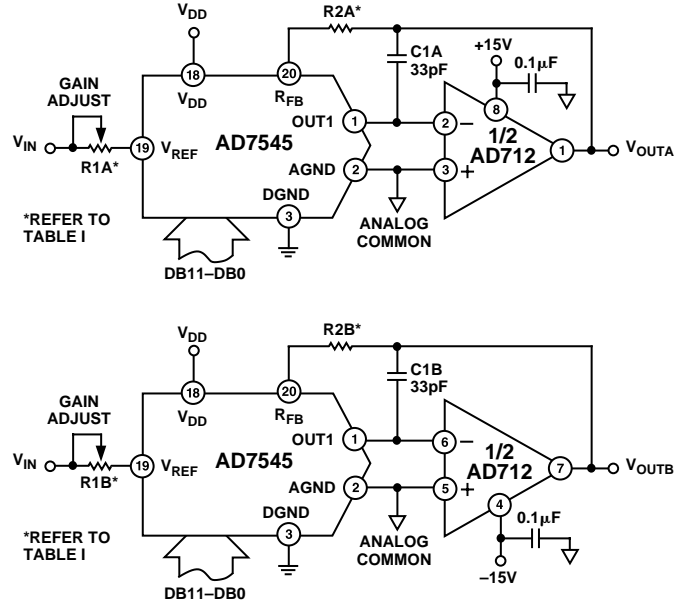 R2A*
VDD
C1A
33pF
+15V
0.1µF
GAIN
ADJUST
18
VDD
20
RFB
8
VIN
R1A*
19
VREF
AD7545
OUT1
1
2
–
1/2
AD712
1
VOUTA
AGND
2
3
+
DGND
3
ANALOG
COMMON
*REFER TO
TABLE I
DB11–DB0
R2B*
VDD
C1B
33pF
GAIN
ADJUST
18
VDD
20
RFB
VIN
R1B*
19
VREF
AD7545
OUT1
1
6
–
1/2
AD712
7
VOUTB
AGND
2
5
+
4
DGND
3
ANALOG
COMMON
0.1µF
–15V
*REFER TO
TABLE I
DB11–DB0